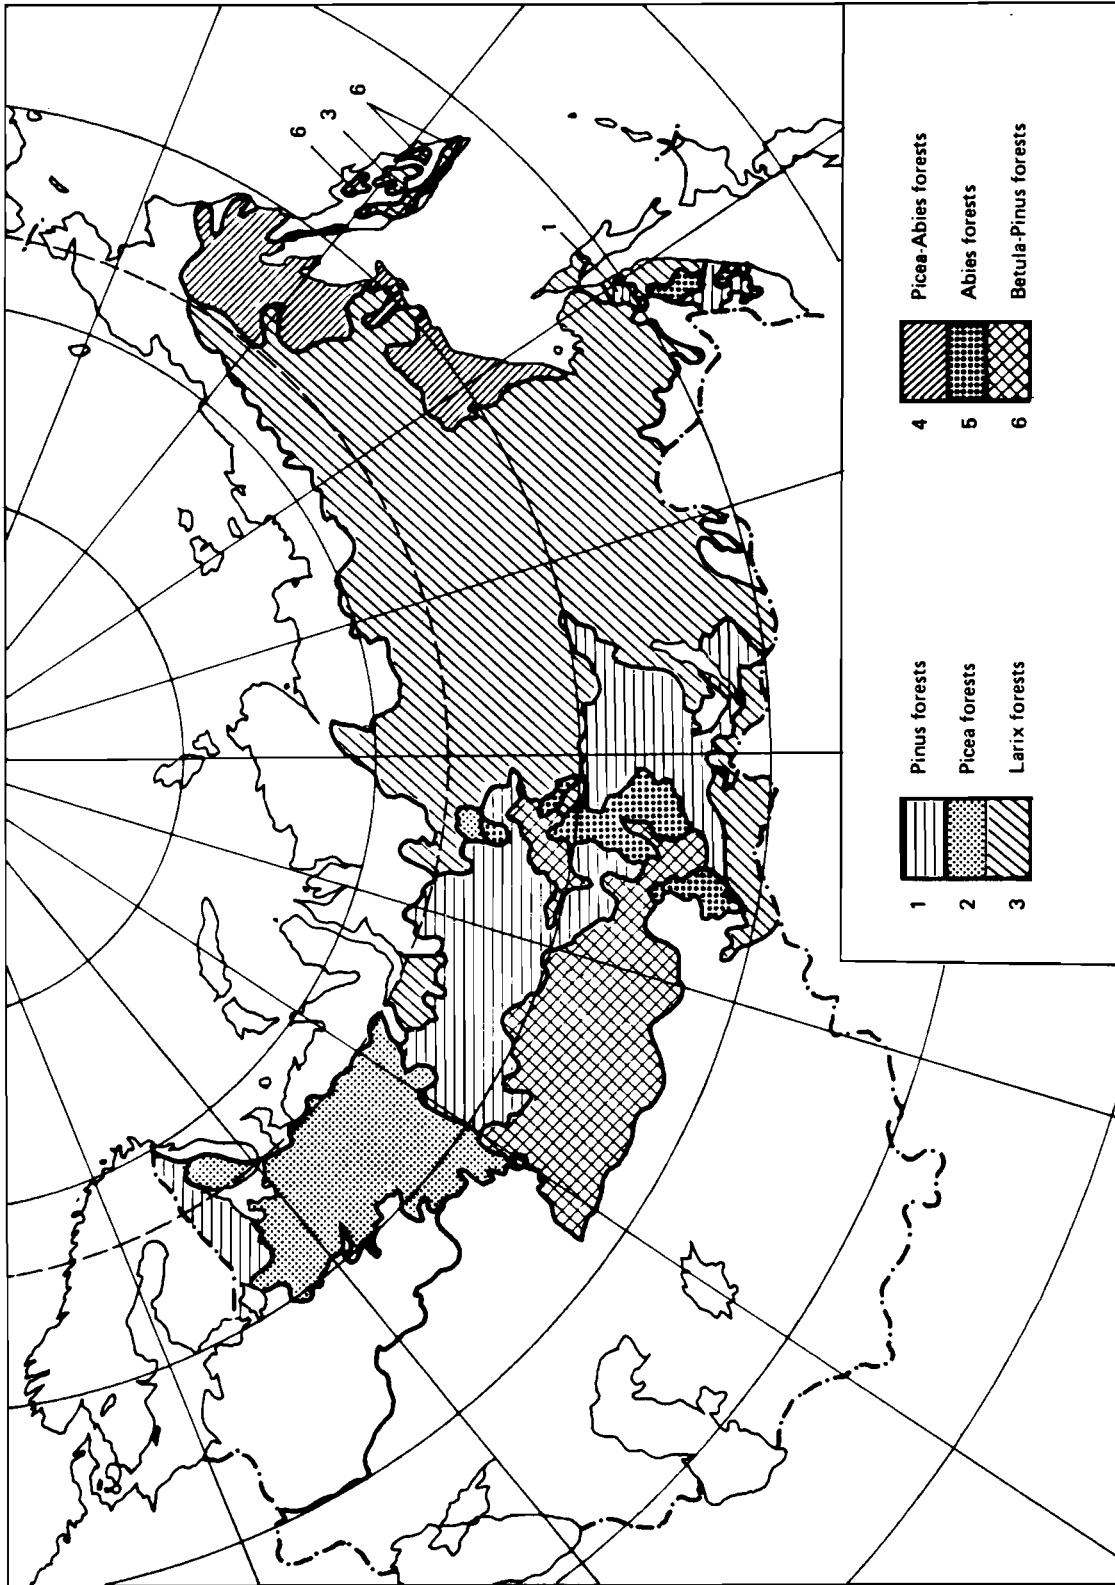 6
3
6
1
1 Pinus forests
2 Picea forests
3 Larix forests
4 Picea-Abies forests
5 Abies forests
6 Betula-Pinus forests